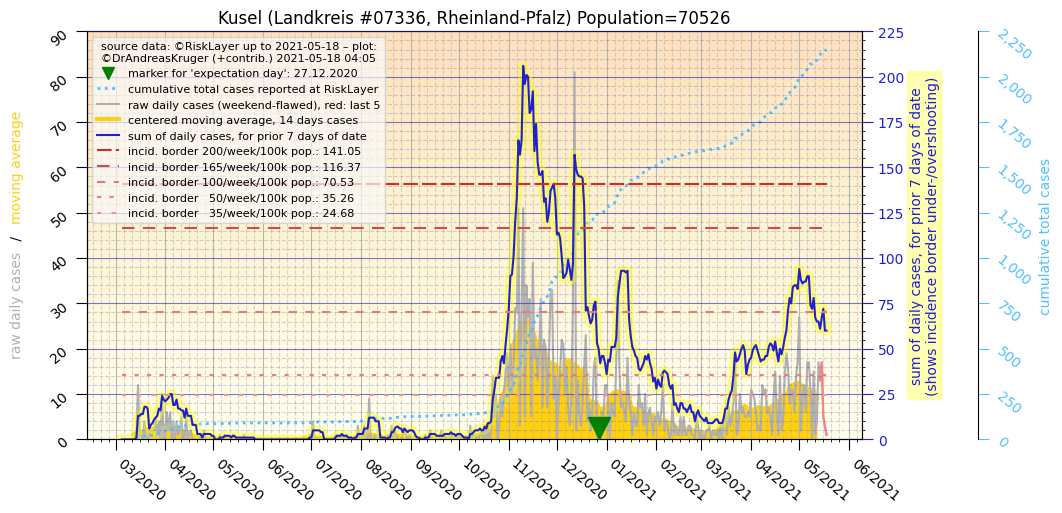 Kusel (Landkreis #07336, Rheinland-Pfalz) Population=70526
source data: ©RiskLayer up to 2021-05-18 – plot:
©DrAndreasKruger (+contrib.) 2021-05-18 04:05
marker for 'expectation day': 27.12.2020
cumulative total cases reported at RiskLayer
raw daily cases (weekend-flawed), red: last 5
centered moving average, 14 days cases
sum of daily cases, for prior 7 days of date
incid. border 200/week/100k pop.: 141.05
incid. border 165/week/100k pop.: 116.37
incid. border 100/week/100k pop.: 70.53
incid. border   50/week/100k pop.: 35.26
incid. border   35/week/100k pop.: 24.68
raw daily cases   /   moving average
90
80
70
60
50
40
30
20
10
0
225
200
175
150
125
100
75
50
25
0
sum of daily cases, for prior 7 days of date
(shows incidence border under-/overshooting)
2,250
2,000
1,750
1,500
1,250
1,000
750
500
250
0
cumulative total cases
03/2020
04/2020
05/2020
06/2020
07/2020
08/2020
09/2020
10/2020
11/2020
12/2020
01/2021
02/2021
03/2021
04/2021
05/2021
06/2021